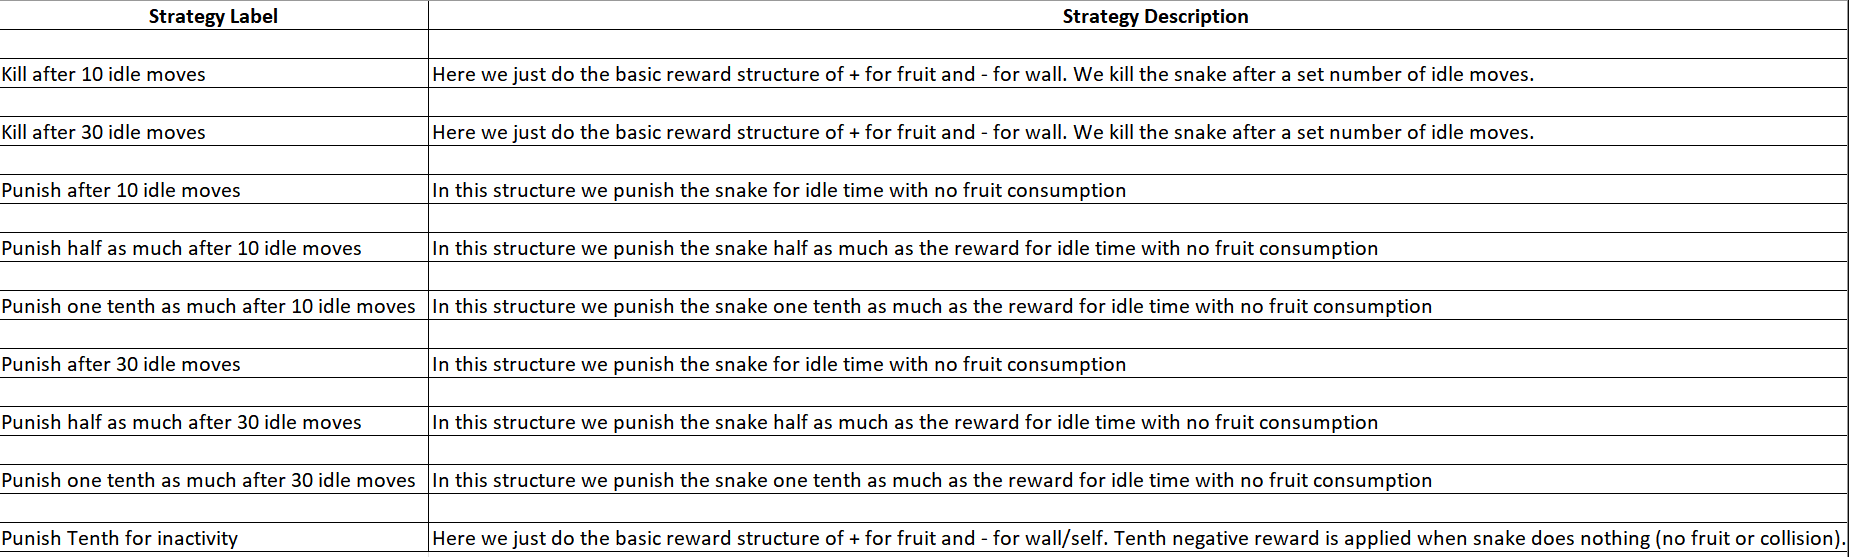 Strategy Label Strategy Description
Kill after 10 idle moves Here we just do the basic reward structure of + for fruit and - for wall. We kill the snake after a set number of idle moves.
Kill after 30 idle moves Here we just do the basic reward structure of + for fruit and - for wall. We kill the snake after a set number of idle moves.
Punish after 10 idle moves In this structure we punish the snake for idle time with no fruit consumption
Punish half as much after 10 idle moves In this structure we punish the snake half as much as the reward for idle time with no fruit consumption
Punish one tenth as much after 10 idle moves In this structure we punish the snake one tenth as much as the reward for idle time with no fruit consumption
Punish after 30 idle moves In this structure we punish the snake for idle time with no fruit consumption
Punish half as much after 30 idle moves In this structure we punish the snake half as much as the reward for idle time with no fruit consumption
Punish one tenth as much after 30 idle moves In this structure we punish the snake one tenth as much as the reward for idle time with no fruit consumption
Punish Tenth for inactivity Here we just do the basic reward structure of + for fruit and - for wall/self. Tenth negative reward is applied when snake does nothing (no fruit or collision).